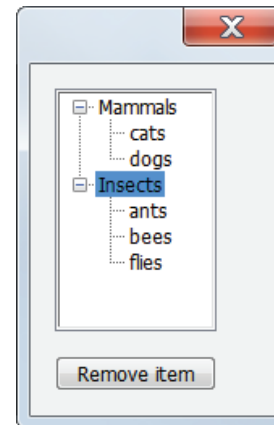 Mammals
cats
dogs
Insects
ants
bees
flies
Remove item